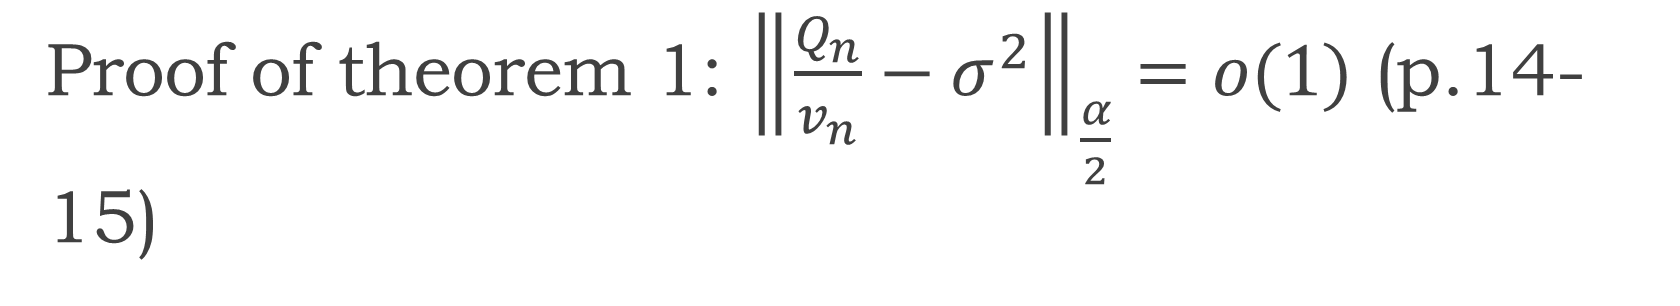 Proof of theorem 1: ‖Qₙ/vₙ − σ²‖_{α/2} = o(1) (p.14-
15)